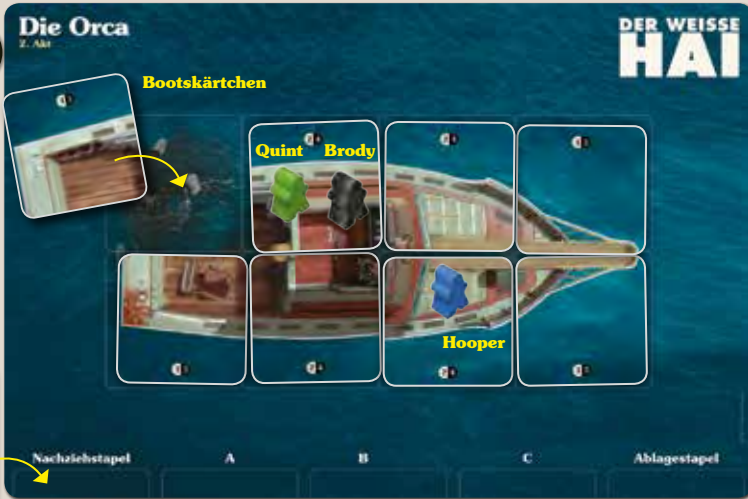 Die Orca
2. Akt
DER WEISSE
HAI
Bootskärtchen
Quint
Brody
Hooper
Nachziehstapel
A
B
C
Ablagestapel